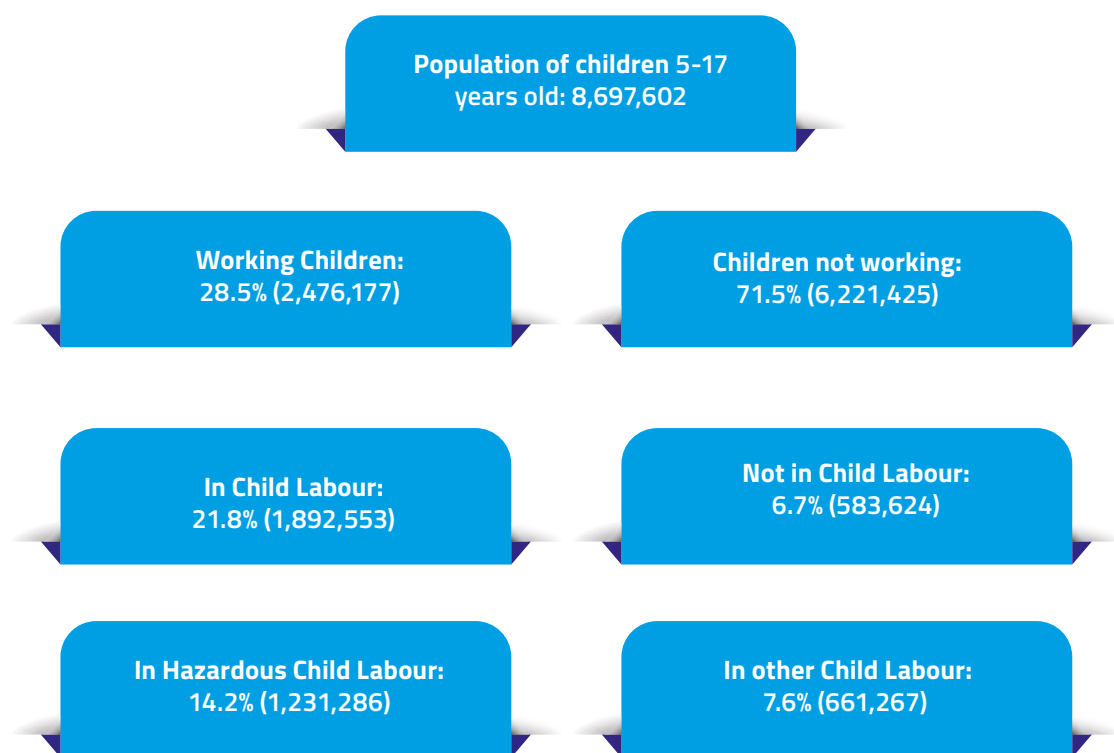 Population of children 5-17
years old: 8,697,602
Working Children:
28.5% (2,476,177)
Children not working:
71.5% (6,221,425)
In Child Labour:
21.8% (1,892,553)
Not in Child Labour:
6.7% (583,624)
In Hazardous Child Labour:
14.2% (1,231,286)
In other Child Labour:
7.6% (661,267)